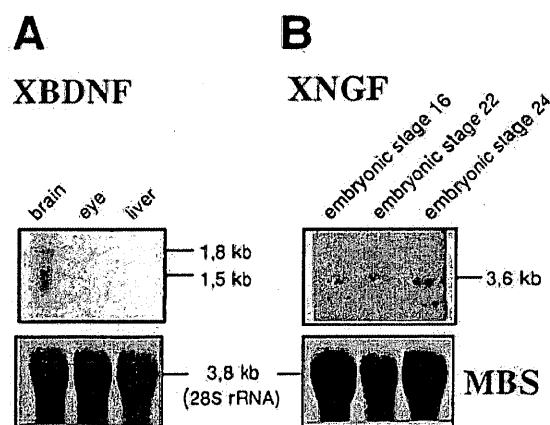 A
XBDNF
brain
eye
liver
1,8 kb
1,5 kb
3,8 kb
(28S rRNA)
B
XNGF
embryonic stage 16
embryonic stage 22
embryonic stage 24
3,6 kb
MBS